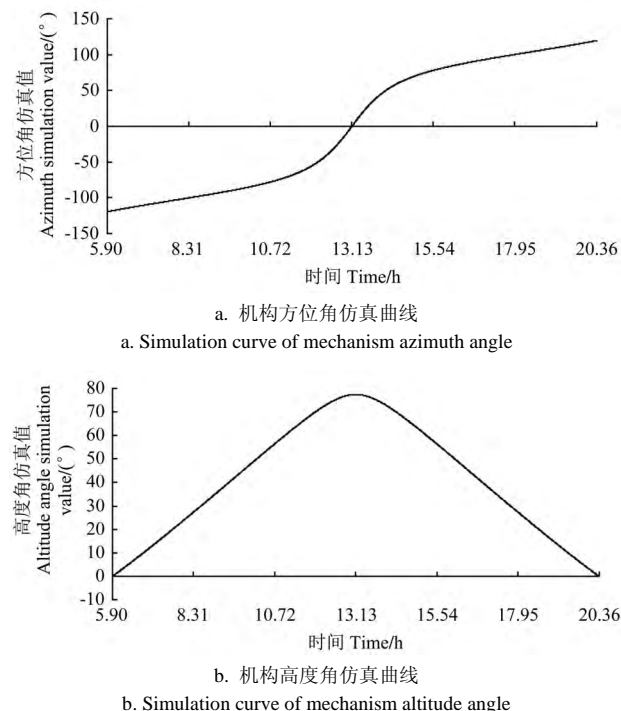 方位角仿真值
Azimuth simulation value/(°)
150
100
50
0
-50
-100
-150
5.90 8.31 10.72 13.13 15.54 17.95 20.36
时间 Time/h
a. 机构方位角仿真曲线
a. Simulation curve of mechanism azimuth angle
高度角仿真值
Altitude angle simulation
value/(°)
80
70
60
50
40
30
20
10
0
-10
5.90 8.31 10.72 13.13 15.54 17.95 20.36
时间 Time/h
b. 机构高度角仿真曲线
b. Simulation curve of mechanism altitude angle